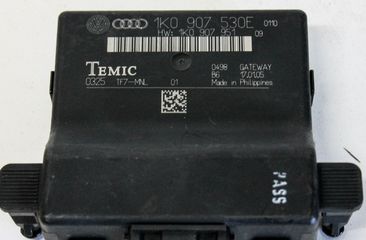 1K0 907 530E 0110
HW: 1K0 907 951 09
TEMIC
0325 1F7-MNL 01
0498 GATEWAY
B6 17.01.05
Made in Philippines
PASS